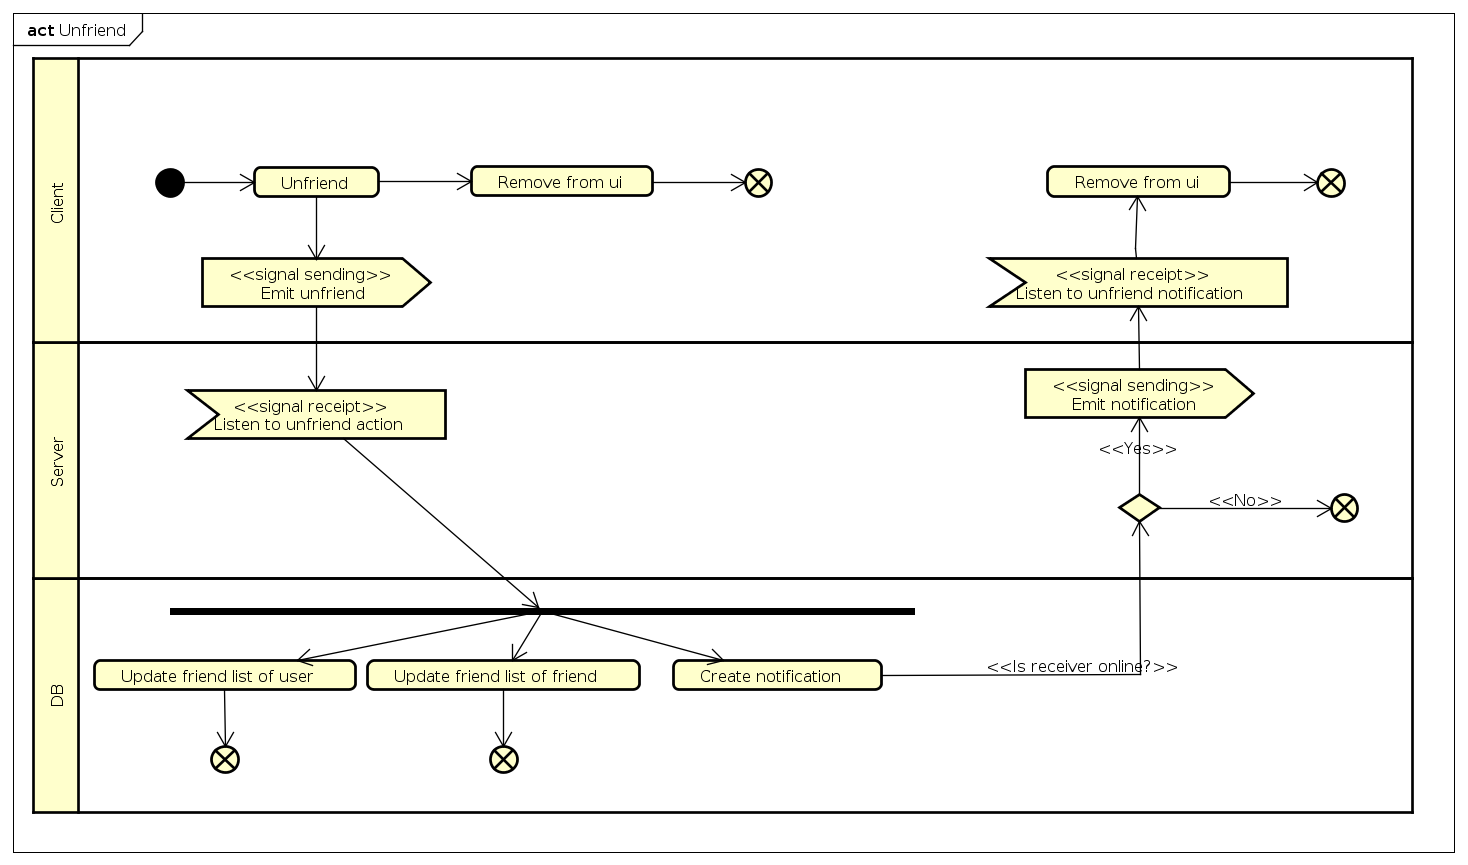 act Unfriend
Client
Unfriend
Remove from ui
Remove from ui
<<signal sending>>
Emit unfriend
<<signal receipt>>
Listen to unfriend notification
Server
<<signal receipt>>
Listen to unfriend action
<<signal sending>>
Emit notification
<<Yes>>
<<No>>
DB
Update friend list of user
Update friend list of friend
Create notification
<<Is receiver online?>>